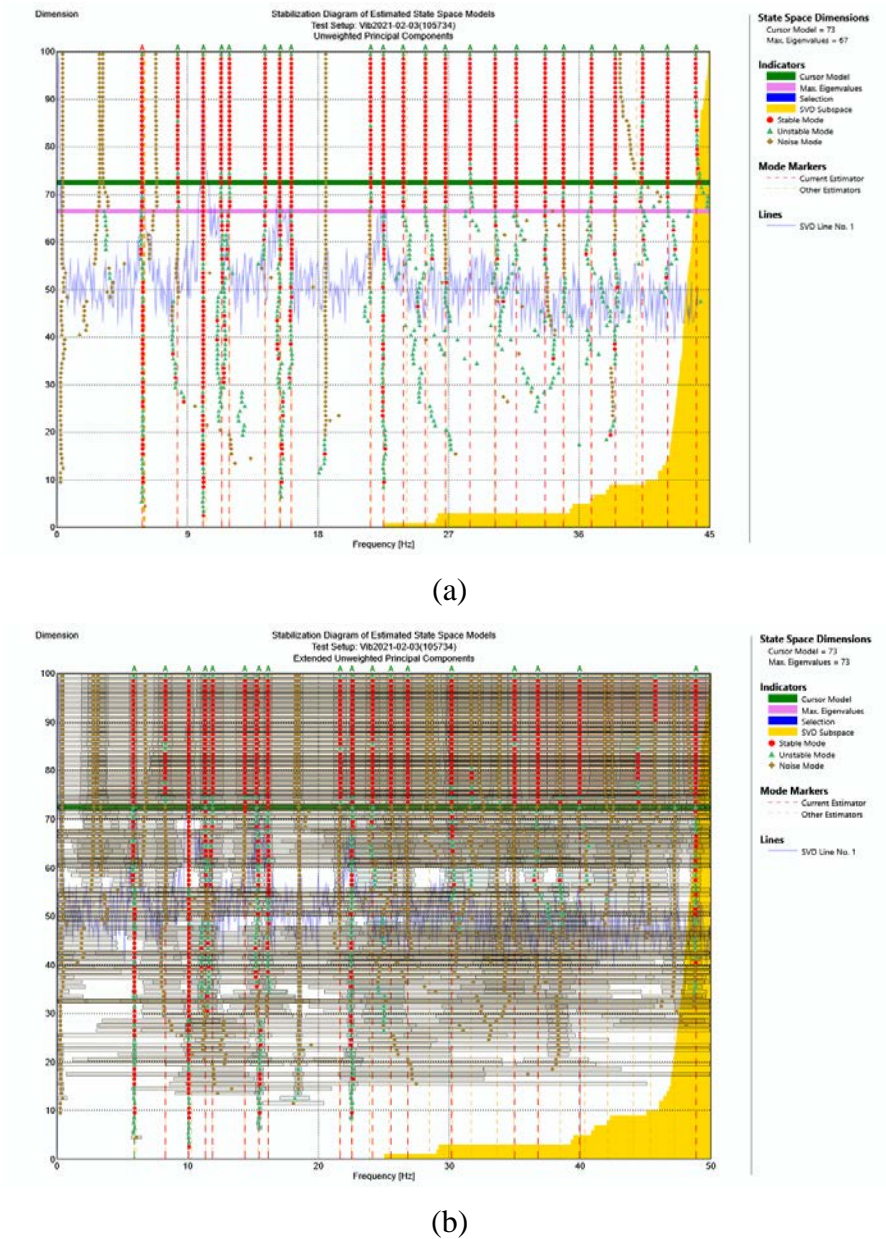 Dimension
Stabilization Diagram of Estimated State Space Models
Test Setup: Vib2021-02-03(105734)
Unweighted Principal Components
A A A A A A A A A A A A A A A A A A A A A
100
90
80
70
60
50
40
30
20
10
0
0 9 18 27 36 45
Frequency [Hz]
State Space Dimensions
Cursor Model = 73
Max. Eigenvalues = 67
Indicators
Cursor Model
Max. Eigenvalues
Selection
SVD Subspace
Stable Mode
Unstable Mode
Noise Mode
Mode Markers
Current Estimator
Other Estimators
Lines
SVD Line No. 1
(a)
Dimension
Stabilization Diagram of Estimated State Space Models
Test Setup: Vib2021-02-03(105734)
Extended Unweighted Principal Components
A A A A A A A A A A A A A A A A A A
100
90
80
70
60
50
40
30
20
10
0
0 10 20 30 40 50
Frequency [Hz]
State Space Dimensions
Cursor Model = 73
Max. Eigenvalues = 73
Indicators
Cursor Model
Max. Eigenvalues
Selection
SVD Subspace
Stable Mode
Unstable Mode
Noise Mode
Mode Markers
Current Estimator
Other Estimators
Lines
SVD Line No. 1
(b)